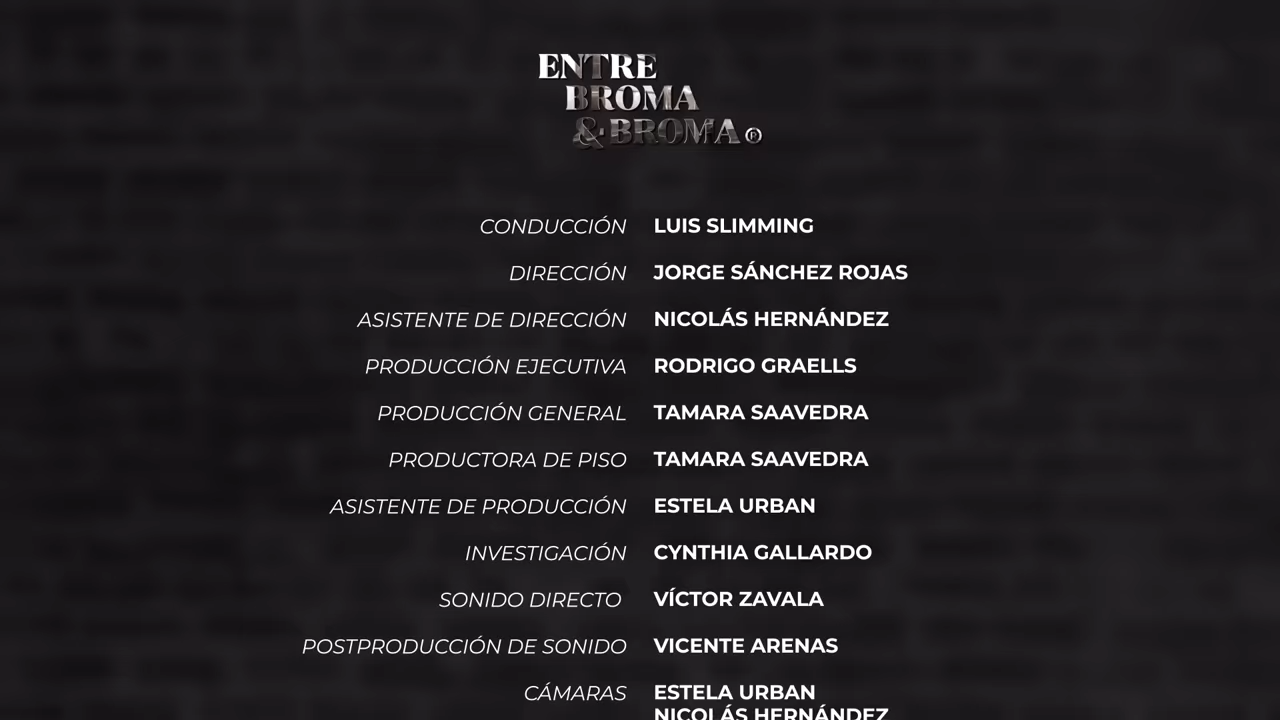 ENTRE
BROMA
& BROMA ®
CONDUCCIÓN LUIS SLIMMING
DIRECCIÓN JORGE SÁNCHEZ ROJAS
ASISTENTE DE DIRECCIÓN NICOLÁS HERNÁNDEZ
PRODUCCIÓN EJECUTIVA RODRIGO GRAELLS
PRODUCCIÓN GENERAL TAMARA SAAVEDRA
PRODUCTORA DE PISO TAMARA SAAVEDRA
ASISTENTE DE PRODUCCIÓN ESTELA URBAN
INVESTIGACIÓN CYNTHIA GALLARDO
SONIDO DIRECTO VÍCTOR ZAVALA
POSTPRODUCCIÓN DE SONIDO VICENTE ARENAS
CÁMARAS ESTELA URBAN
NICOLÁS HERNÁNDEZ